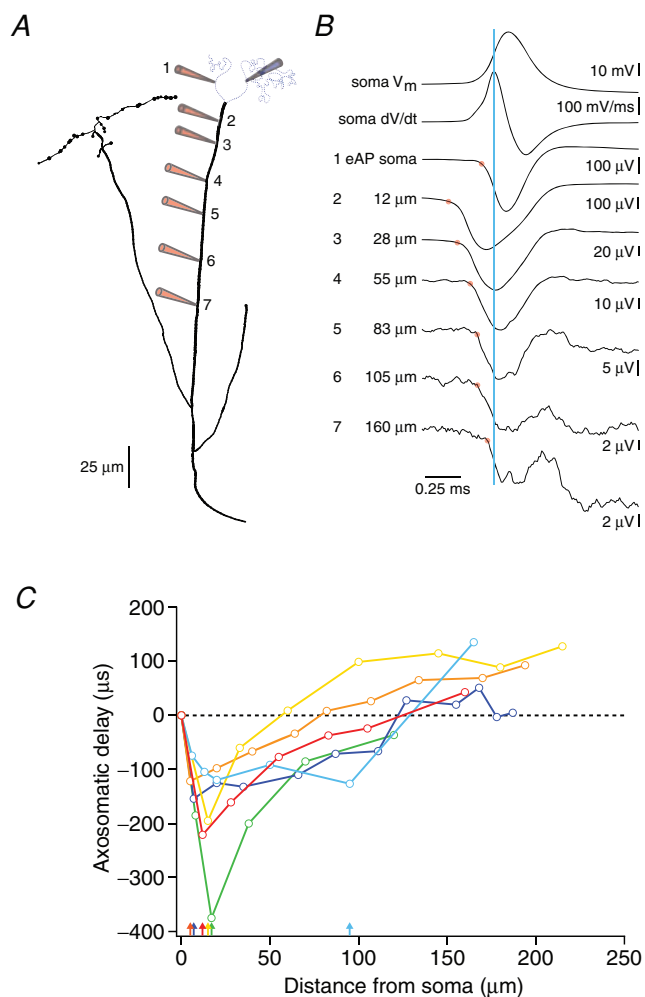 A
1
2
3
4
5
6
7
25 μm
B
soma Vm
10 mV
soma dV/dt
100 mV/ms
1 eAP soma
100 μV
2 12 μm
100 μV
3 28 μm
20 μV
4 55 μm
10 μV
5 83 μm
5 μV
6 105 μm
2 μV
7 160 μm
2 μV
0.25 ms
C
Axosomatic delay (μs)
200
100
0
−100
−200
−300
−400
0 50 100 150 200 250
Distance from soma (μm)